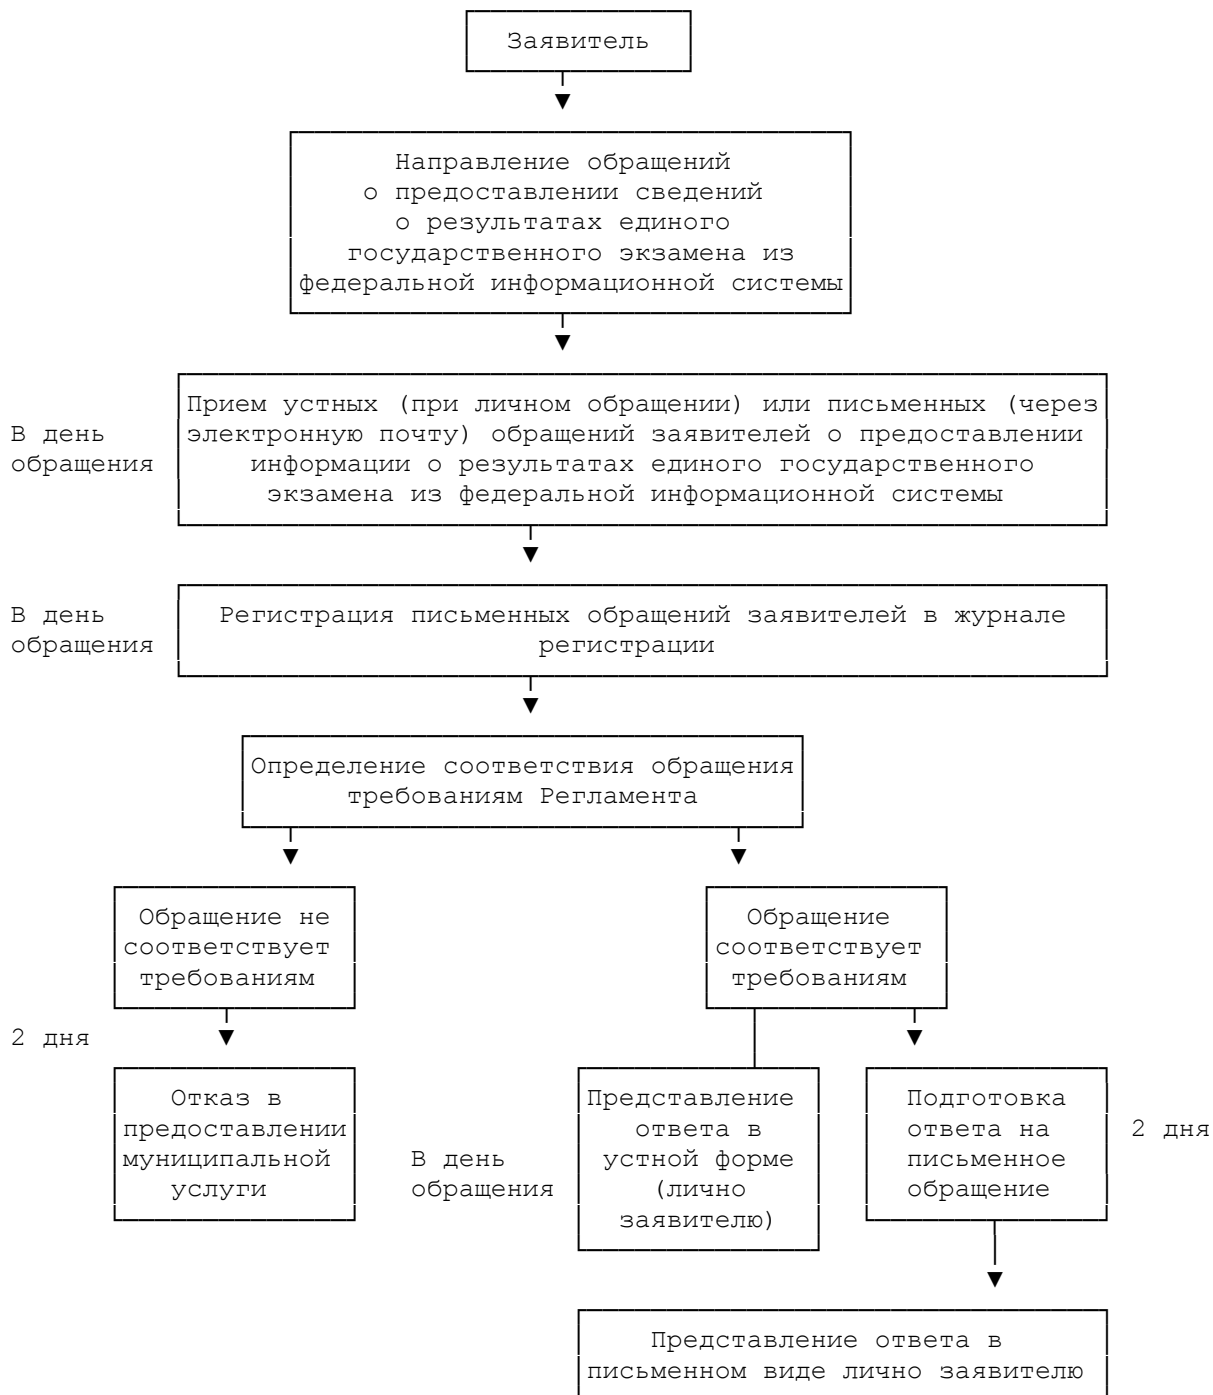 Заявитель
Направление обращений
о предоставлении сведений
о результатах единого
государственного экзамена из
федеральной информационной системы
В день
обращения
Прием устных (при личном обращении) или письменных (через
электронную почту) обращений заявителей о предоставлении
информации о результатах единого государственного
экзамена из федеральной информационной системы
В день
обращения
Регистрация письменных обращений заявителей в журнале
регистрации
Определение соответствия обращения
требованиям Регламента
Обращение не
соответствует
требованиям
Обращение
соответствует
требованиям
2 дня
Отказ в
предоставлении
муниципальной
услуги
В день
обращения
Представление
ответа в
устной форме
(лично
заявителю)
Подготовка
ответа на
письменное
обращение
2 дня
Представление ответа в
письменном виде лично заявителю